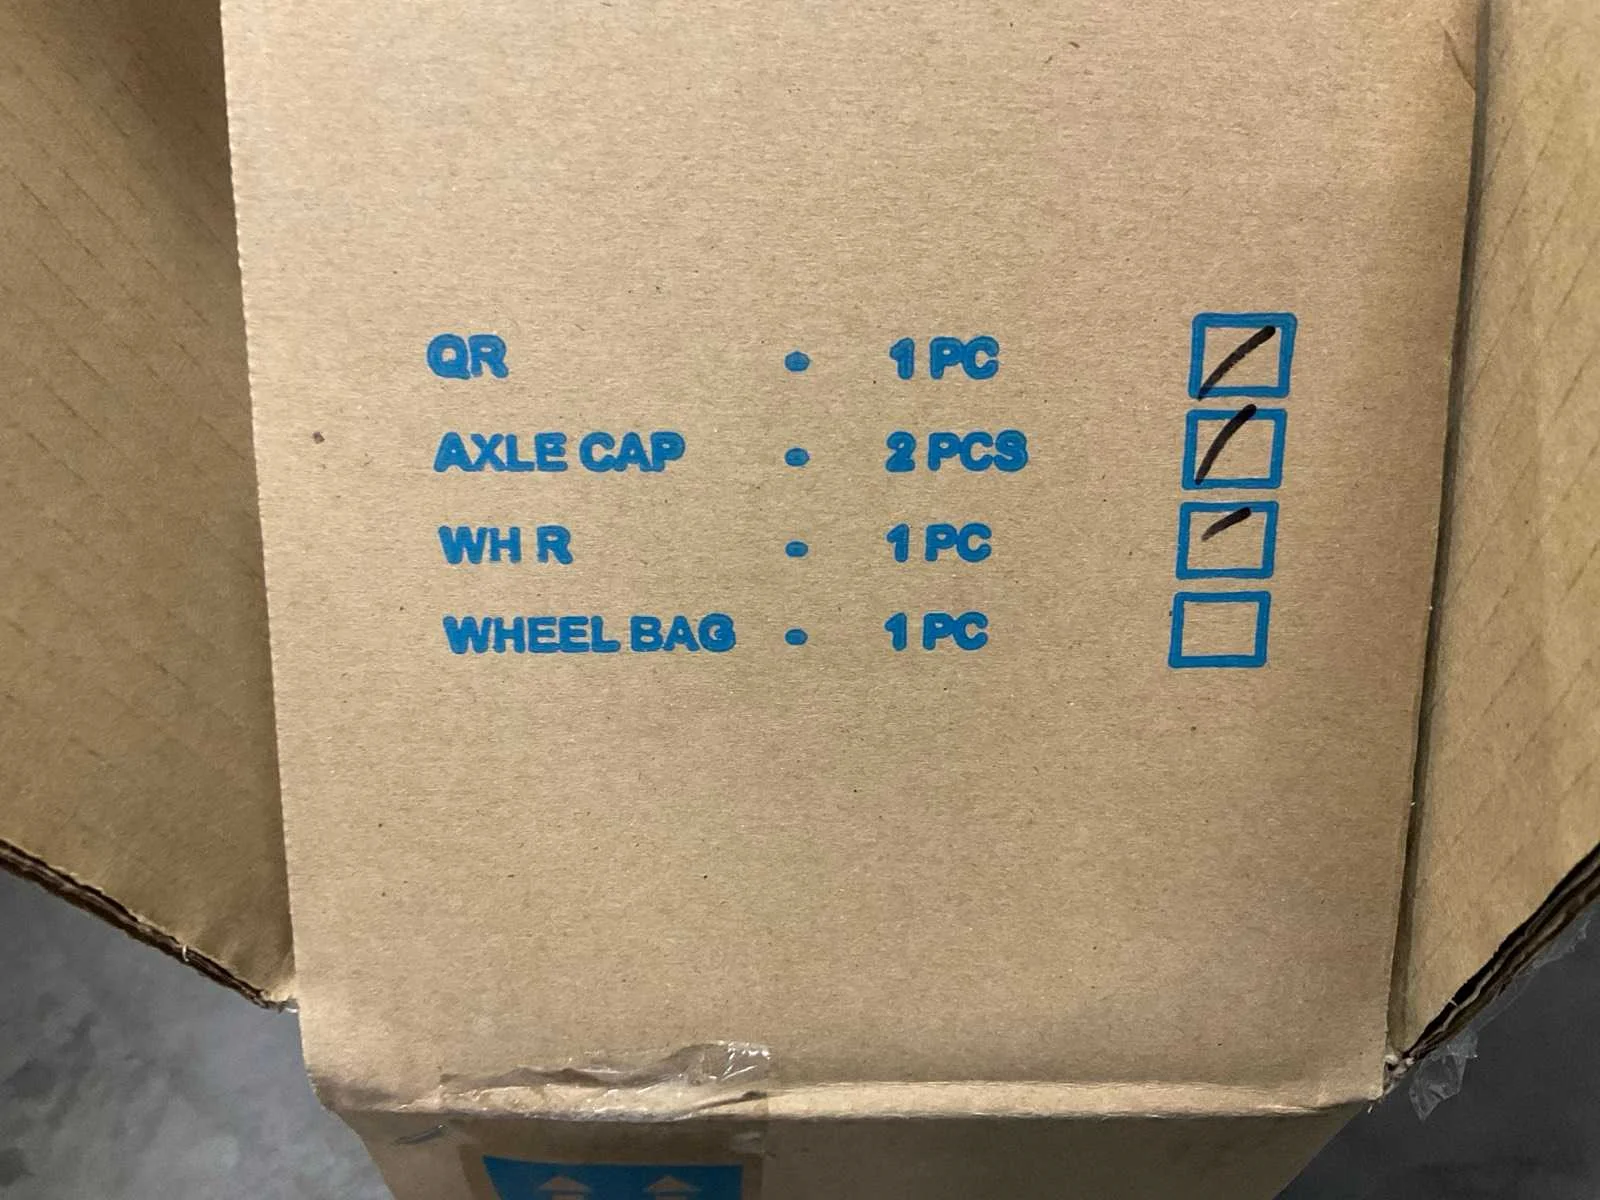 QR • 1 PC
AXLE CAP • 2 PCS
WH R • 1 PC
WHEEL BAG • 1 PC